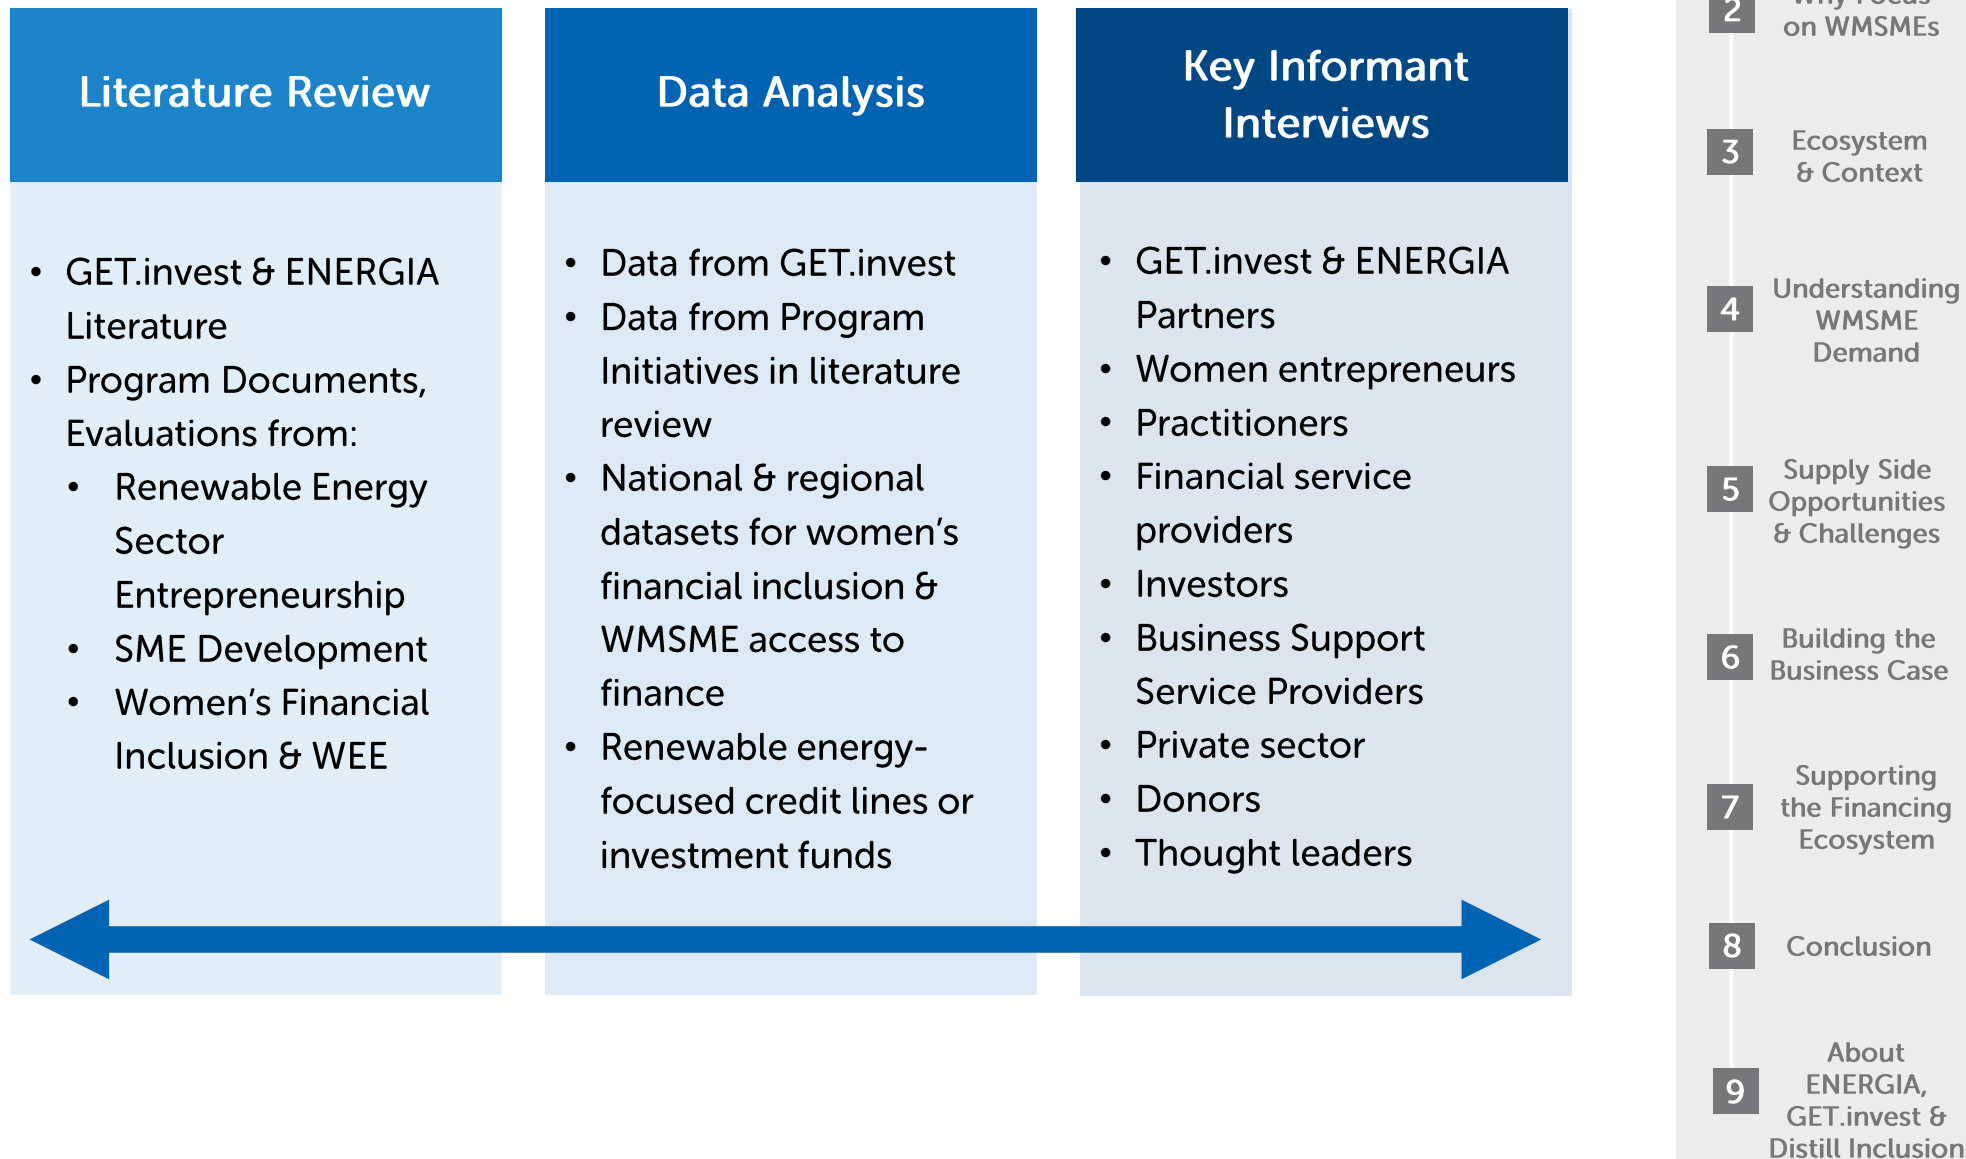 Literature Review
GET.invest & ENERGIA
Literature
Program Documents,
Evaluations from:
Renewable Energy
Sector
Entrepreneurship
SME Development
Women's Financial
Inclusion & WEE
Data Analysis
Data from GET.invest
Data from Program
Initiatives in literature
review
National & regional
datasets for women's
financial inclusion &
WMSME access to
finance
Renewable energy-
focused credit lines or
investment funds
Key Informant
Interviews
GET.invest & ENERGIA
Partners
Women entrepreneurs
Practitioners
Financial service
providers
Investors
Business Support
Service Providers
Private sector
Donors
Thought leaders
2
Why Focus
on WMSMEs
3
Ecosystem
& Context
4
Understanding
WMSME
Demand
5
Supply Side
Opportunities
& Challenges
6
Building the
Business Case
7
Supporting
the Financing
Ecosystem
8
Conclusion
9
About
ENERGIA,
GET.invest &
Distill Inclusion